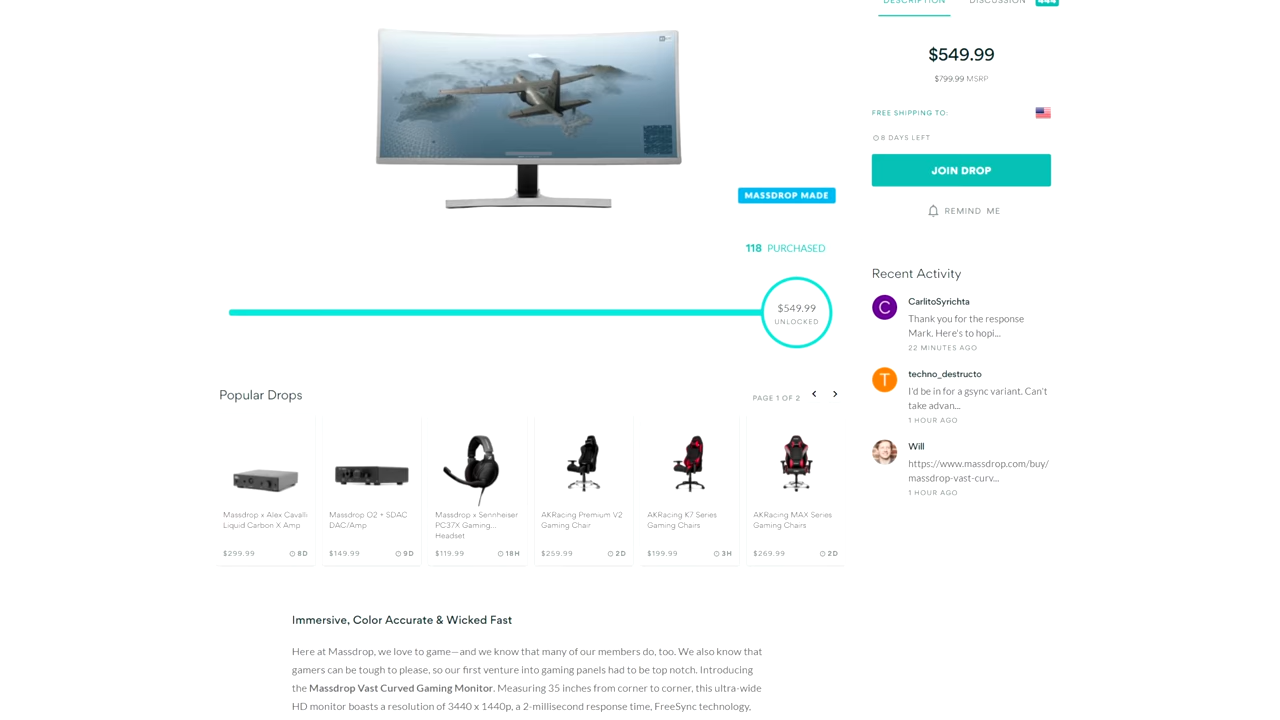 DESCRIPTION
DISCUSSION
444
$549.99
$799.99 MSRP
FREE SHIPPING TO:
8 DAYS LEFT
JOIN DROP
REMIND ME
MASSDROP MADE
118 PURCHASED
$549.99
UNLOCKED
Recent Activity
C
CarlitoSyrichta
Thank you for the response
Mark. Here's to hopi...
22 MINUTES AGO
T
techno_destructo
I'd be in for a gsync variant. Can't
take advan...
1 HOUR AGO
Will
https://www.massdrop.com/buy/
massdrop-vast-curv...
1 HOUR AGO
Popular Drops
PAGE 1 OF 2
Massdrop x Alex Cavalli
Liquid Carbon X Amp
$299.99
8D
Massdrop O2 + SDAC
DAC/Amp
$149.99
9D
Massdrop x Sennheiser
PC37X Gaming...
Headset
$119.99
18H
AKRacing Premium V2
Gaming Chair
$259.99
2D
AKRacing K7 Series
Gaming Chairs
$199.99
3H
AKRacing MAX Series
Gaming Chairs
$269.99
2D
Immersive, Color Accurate & Wicked Fast
Here at Massdrop, we love to game—and we know that many of our members do, too. We also know that
gamers can be tough to please, so our first venture into gaming panels had to be top notch. Introducing
the Massdrop Vast Curved Gaming Monitor. Measuring 35 inches from corner to corner, this ultra-wide
HD monitor boasts a resolution of 3440 x 1440p, a 2-millisecond response time, FreeSync technology,